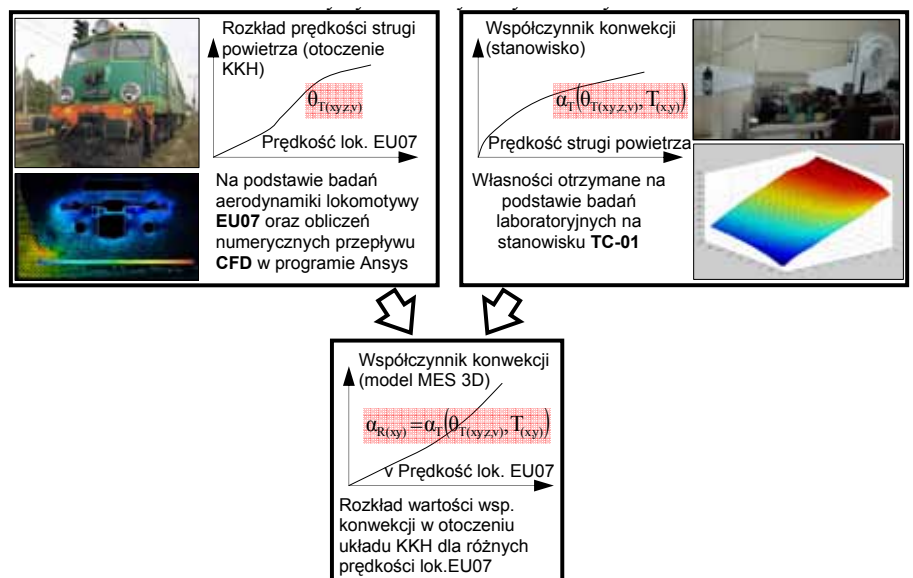 Rozkład prędkości strugi
powietrza (otoczenie
KKH)
θT(xy,z,v)
Prędkość lok. EU07
Na podstawie badań
aerodynamiki lokomotywy
EU07 oraz obliczeń
numerycznych przepływu
CFD w programie Ansys
Współczynnik konwekcji
(stanowisko)
αT(θT(xy,z,v), T(x,y))
Prędkość strugi powietrza
Własności otrzymane na
podstawie badań
laboratoryjnych na
stanowisku TC-01
Współczynnik konwekcji
(model MES 3D)
αR(xy)=αT(θT(xy,z,v), T(x,y))
v Prędkość lok. EU07
Rozkład wartości wsp.
konwekcji w otoczeniu
układu KKH dla różnych
prędkości lok.EU07